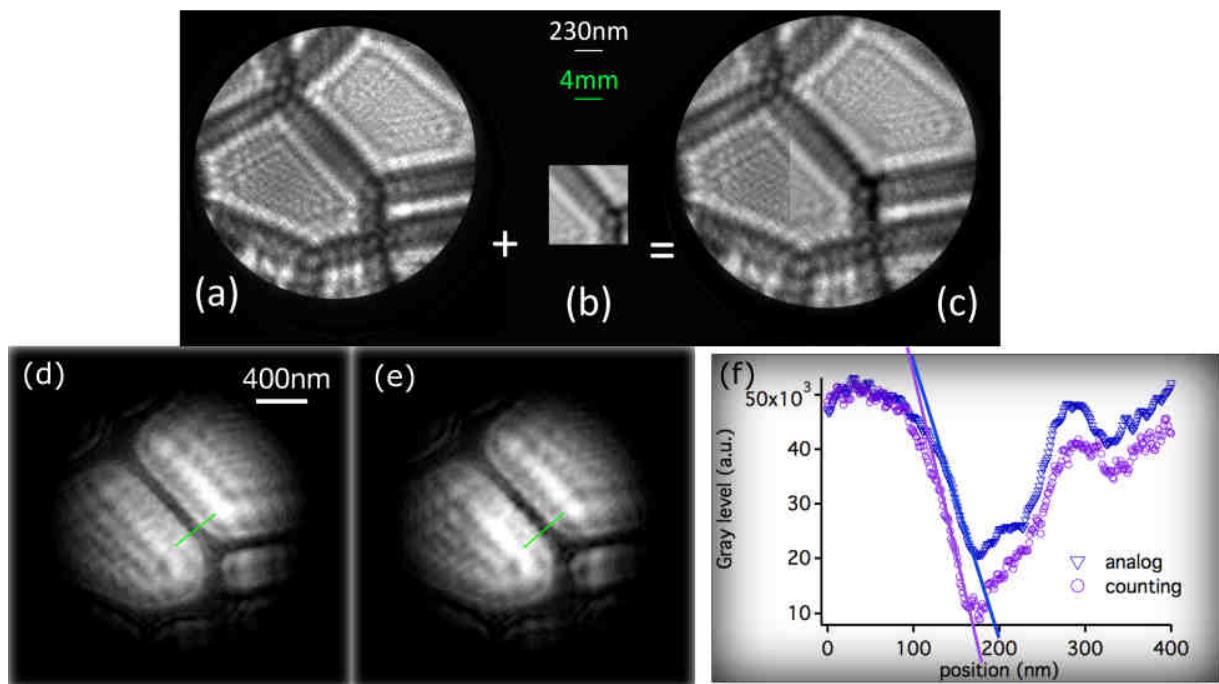 230nm
4mm
+
=
(a)
(b)
(c)
(d)
400nm
(e)
(f)
50x10³
40
30
20
10
Gray level (a.u.)
analog
counting
0
100
200
300
400
position (nm)